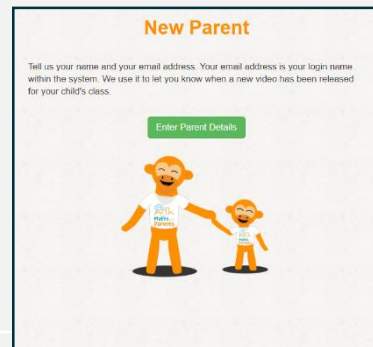 New Parent
Tell us your name and your email address. Your email address is your login name
within the system. We use it to let you know when a new video has been released
for your child's class.
Enter Parent Details
Maths
Parents